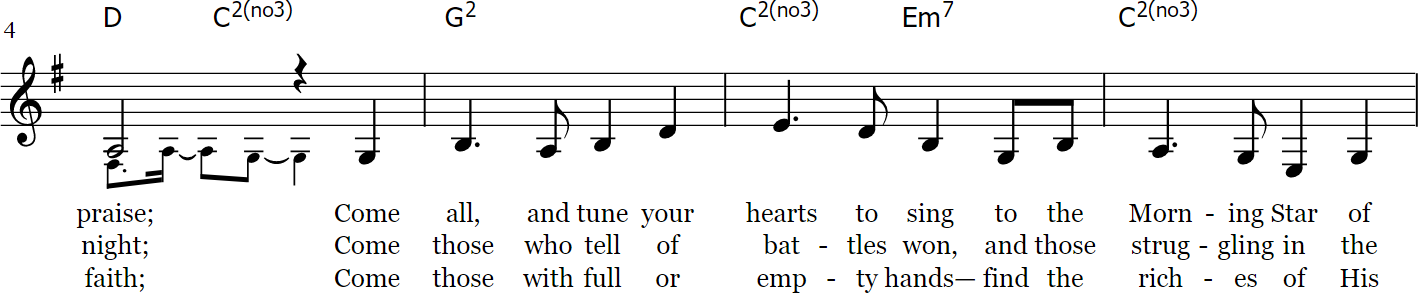 D C2(no3) G2 C2(no3) Em7 C2(no3)
4
praise; Come all, and tune your hearts to sing to the Morn - ing Star of
night; Come those who tell of bat - tles won, and those strug - gling in the
faith; Come those with full or emp - ty hands— find the rich - es of His